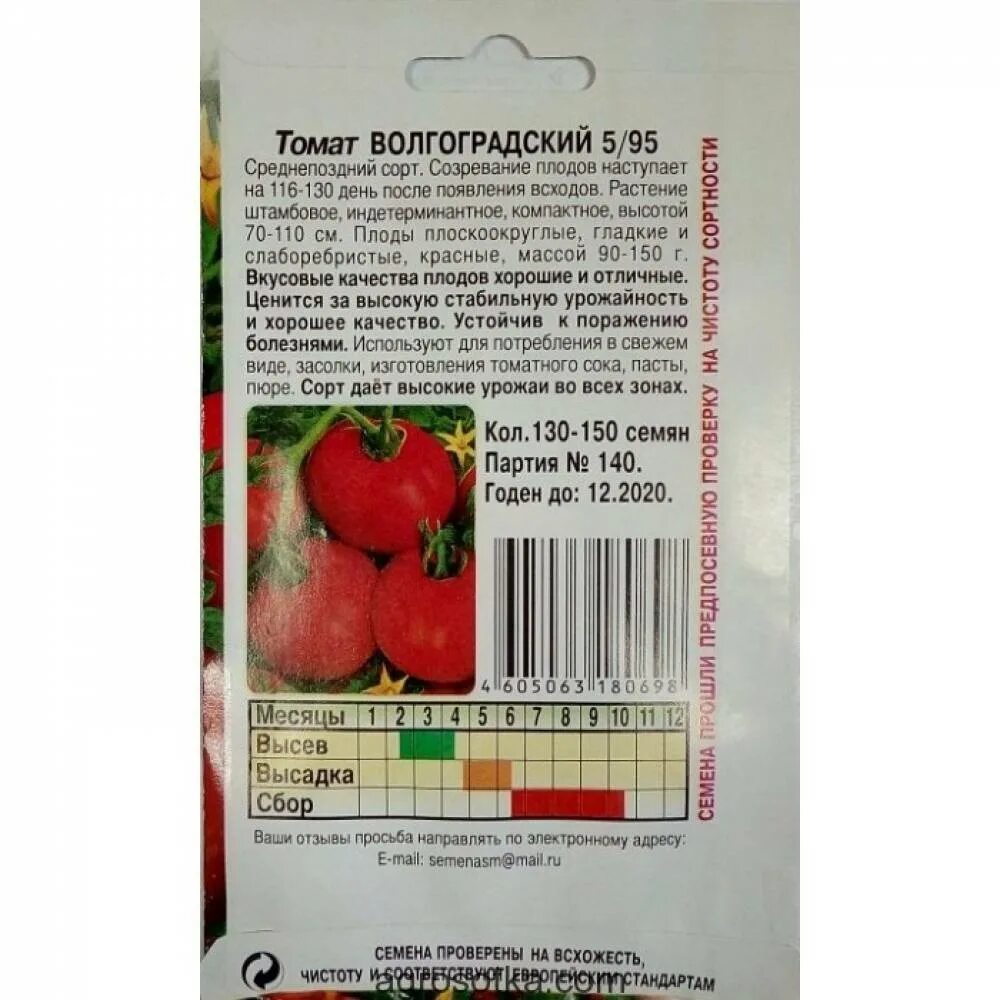 Томат ВОЛГОГРАДСКИЙ 5/95
Среднепоздний сорт. Созревание плодов наступает
на 116-130 день после появления всходов. Растение
штамбовое, индетерминантное, компактное, высотой
70-110 см. Плоды плоскоокруглые, гладкие и
слаборебристые, красные, массой 90-150 г.
Вкусовые качества плодов хорошие и отличные.
Ценится за высокую стабильную урожайность
и хорошее качество. Устойчив к поражению
болезнями. Используют для потребления в свежем
виде, засолки, изготовления томатного сока, пасты,
пюре. Сорт даёт высокие урожаи во всех зонах.
Кол.130-150 семян
Партия № 140.
Годен до: 12.2020.
4 605063 180698
Месяцы 1 2 3 4 5 6 7 8 9 10 11 12
Высев
Высадка
Сбор
Ваши отзывы просьба направлять по электронному адресу:
E-mail: semenasm@mail.ru
СЕМЕНА ПРОШЛИ ПРЕДПОСЕВНУЮ ПРОВЕРКУ НА ЧИСТОТУ СОРТНОСТИ
СЕМЕНА ПРОВЕРЕНЫ НА ВСХОЖЕСТЬ,
ЧИСТОТУ И СООТВЕТСТВУЮТ ЕВРОПЕЙСКИМ СТАНДАРТАМ
agrosotka.com